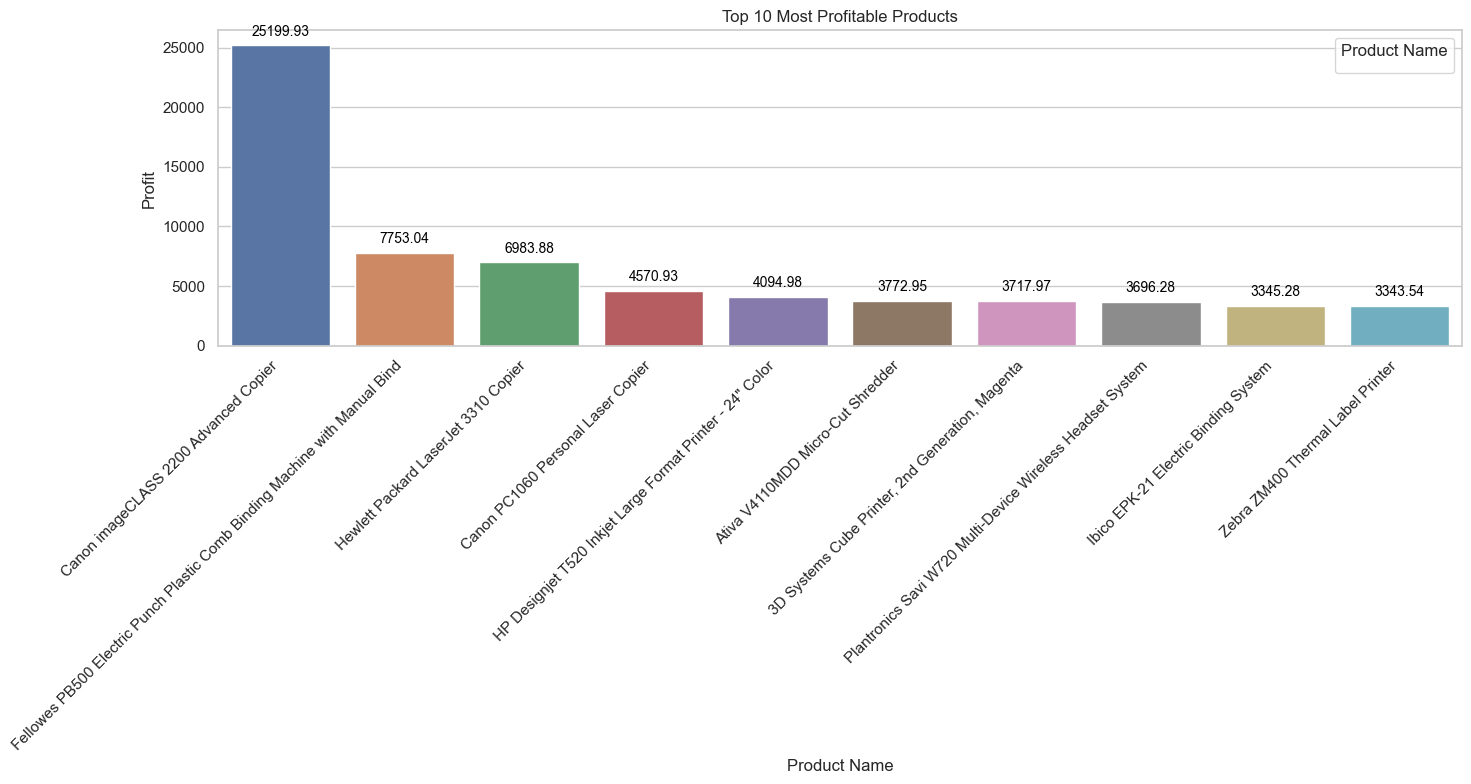 Top 10 Most Profitable Products
Product Name
25199.93
7753.04
6983.88
4570.93
4094.98
3772.95
3717.97
3696.28
3345.28
3343.54
25000
20000
15000
10000
5000
0
Profit
Canon imageCLASS 2200 Advanced Copier
Fellowes PB500 Electric Punch Plastic Comb Binding Machine with Manual Bind
Hewlett Packard LaserJet 3310 Copier
Canon PC1060 Personal Laser Copier
HP Designjet T520 Inkjet Large Format Printer - 24" Color
Ativa V4110MDD Micro-Cut Shredder
3D Systems Cube Printer, 2nd Generation, Magenta
Plantronics Savi W720 Multi-Device Wireless Headset System
Ibico EPK-21 Electric Binding System
Zebra ZM400 Thermal Label Printer
Product Name